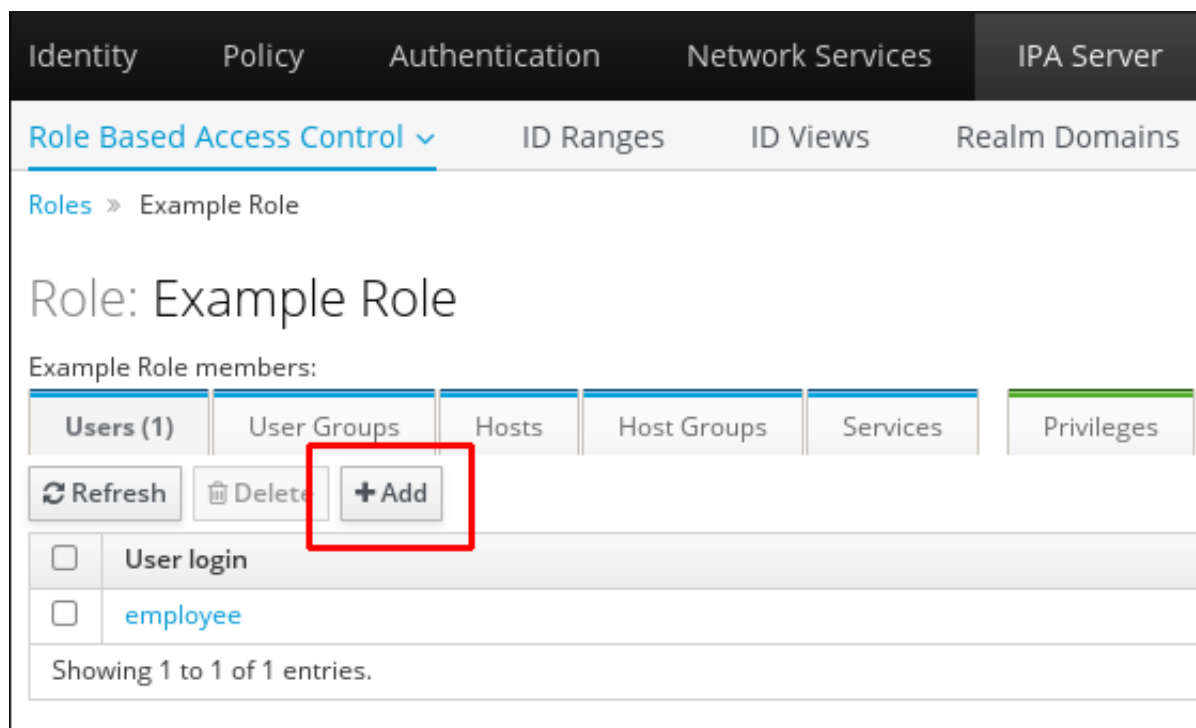 Identity Policy Authentication Network Services IPA Server
Role Based Access Control ID Ranges ID Views Realm Domains
Roles » Example Role
Role: Example Role
Example Role members:
Users (1) User Groups Hosts Host Groups Services Privileges
Refresh Delete + Add
User login
employee
Showing 1 to 1 of 1 entries.